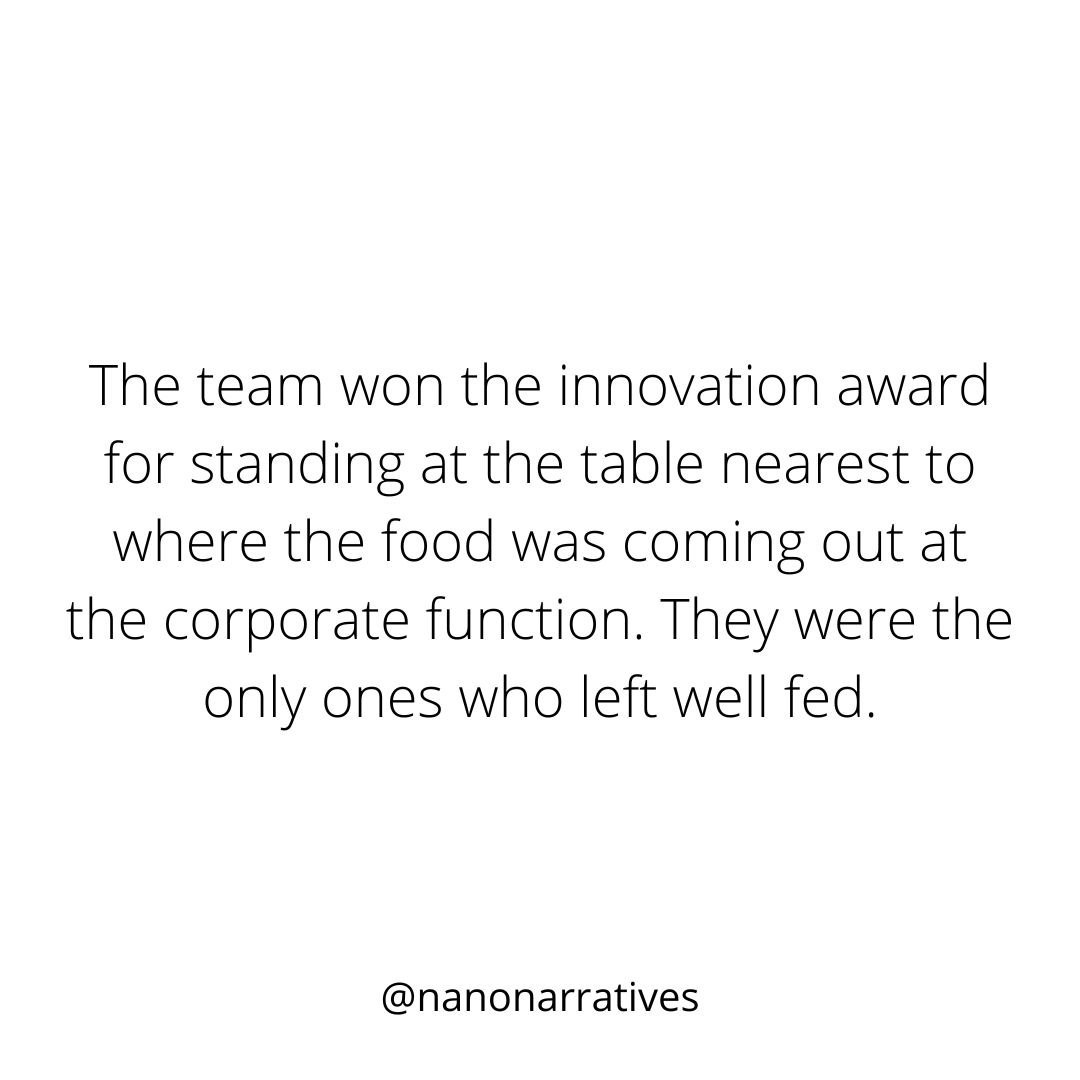 The team won the innovation award
for standing at the table nearest to
where the food was coming out at
the corporate function. They were the
only ones who left well fed.
@nanonarratives